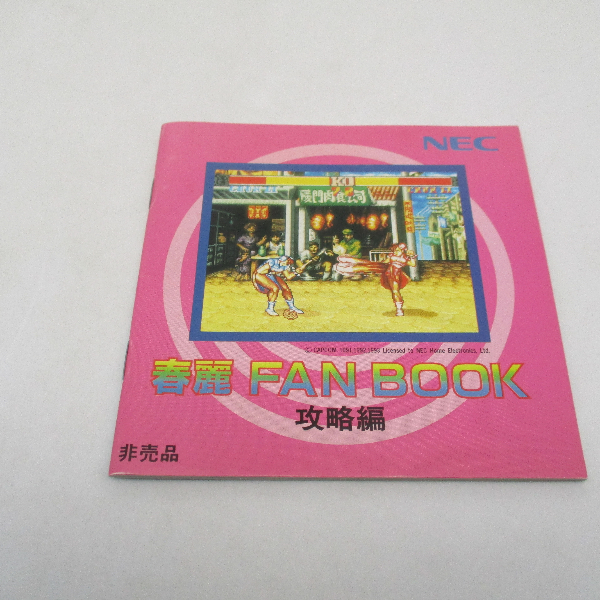 NEC
KO
(C) CAPCOM 1991,1992,1993 Licensed to NEC Home Electronics, Ltd.
春麗 FAN BOOK
攻略編
非売品